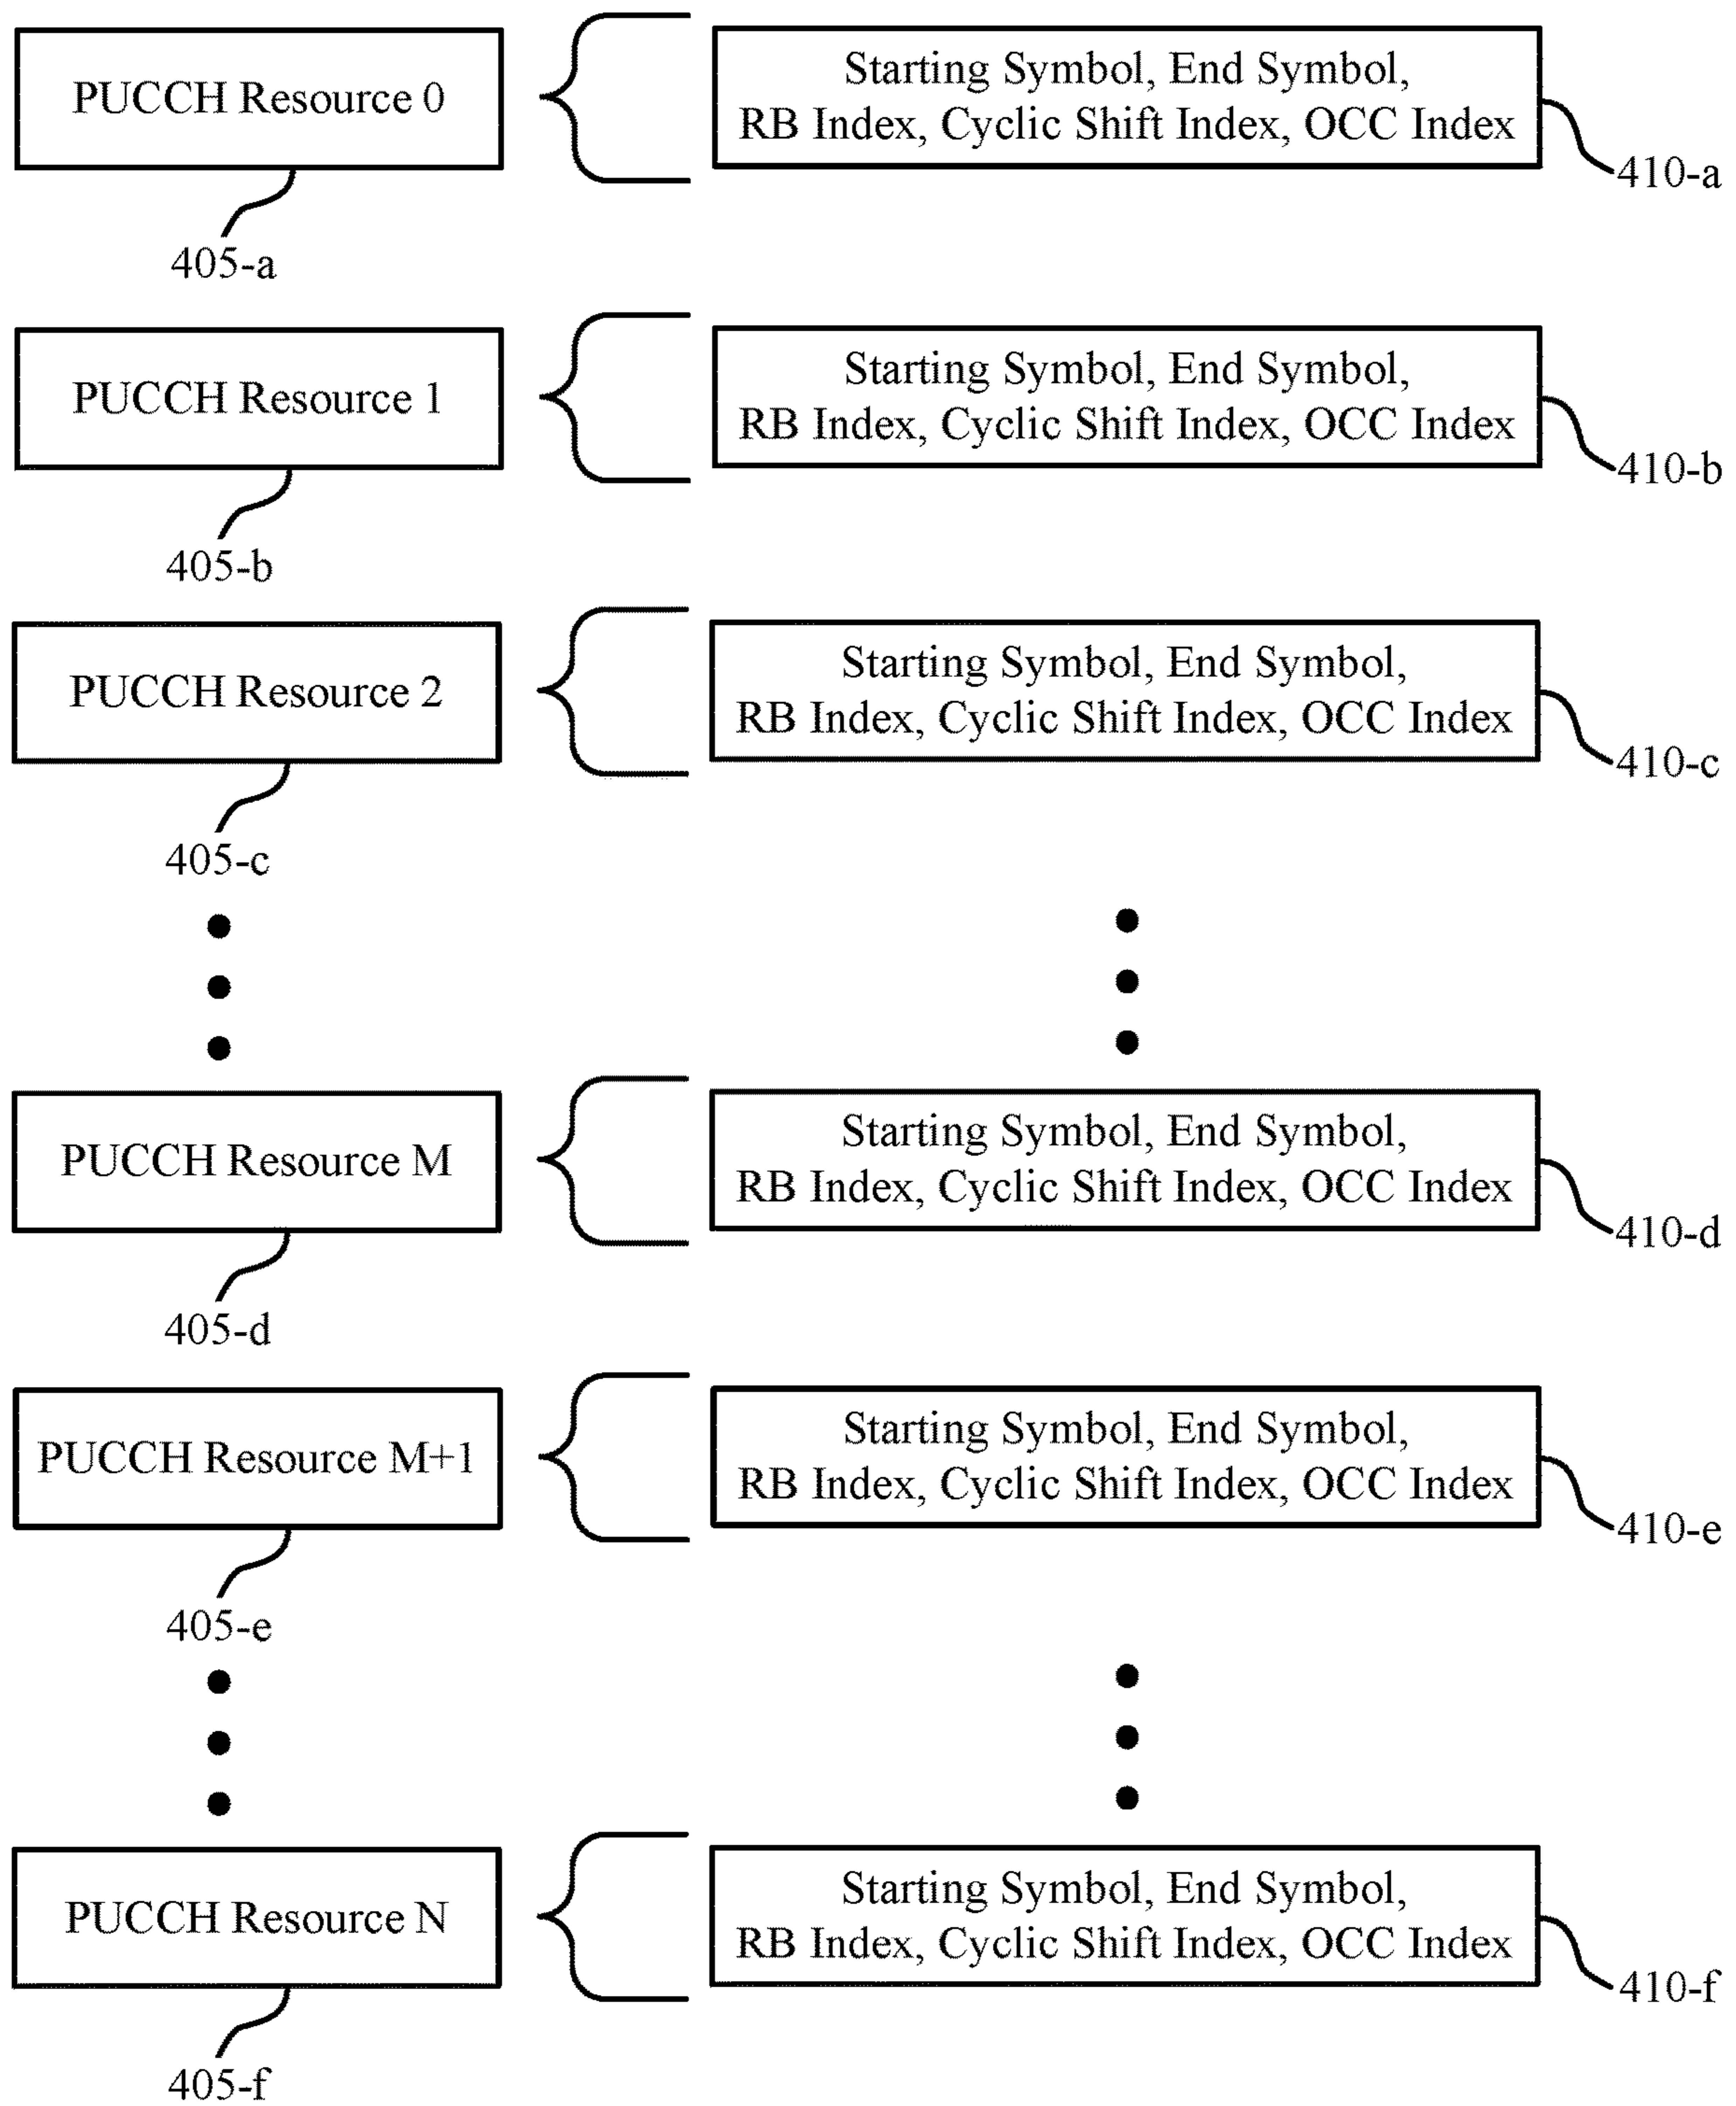 PUCCH Resource 0
Starting Symbol, End Symbol,
RB Index, Cyclic Shift Index, OCC Index
410-a
405-a
PUCCH Resource 1
Starting Symbol, End Symbol,
RB Index, Cyclic Shift Index, OCC Index
410-b
405-b
PUCCH Resource 2
Starting Symbol, End Symbol,
RB Index, Cyclic Shift Index, OCC Index
410-c
405-c
PUCCH Resource M
Starting Symbol, End Symbol,
RB Index, Cyclic Shift Index, OCC Index
410-d
405-d
PUCCH Resource M+1
Starting Symbol, End Symbol,
RB Index, Cyclic Shift Index, OCC Index
410-e
405-e
PUCCH Resource N
Starting Symbol, End Symbol,
RB Index, Cyclic Shift Index, OCC Index
410-f
405-f